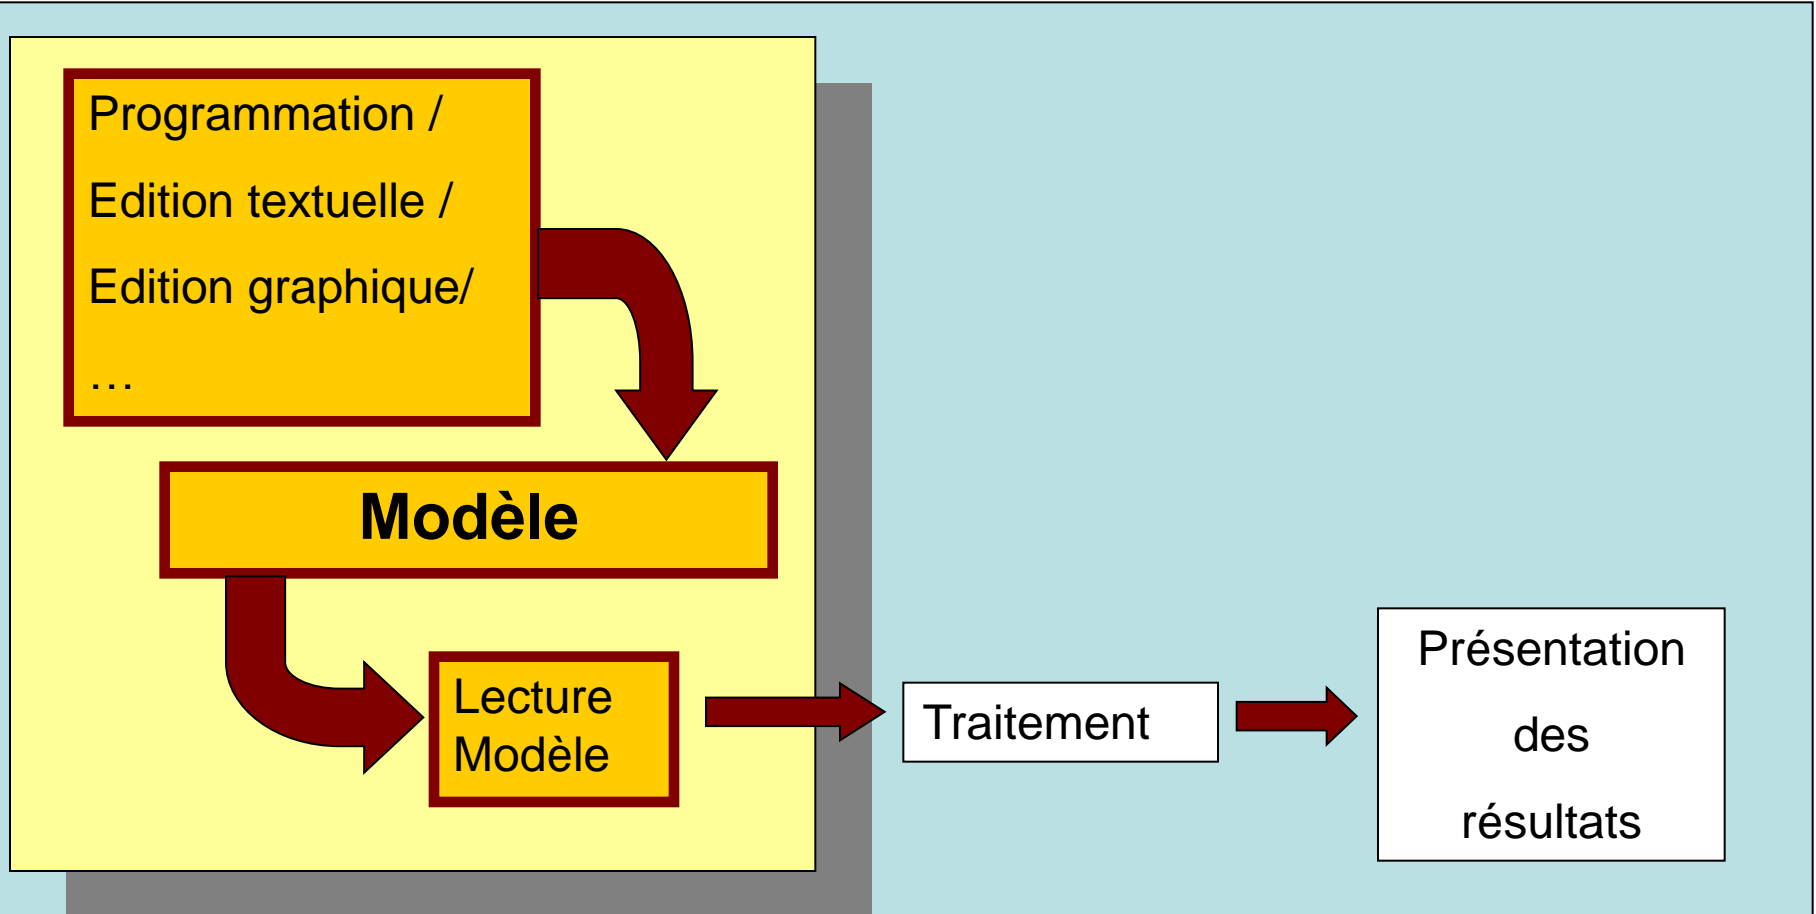 Programmation /
Edition textuelle /
Edition graphique/
…
Modèle
Lecture
Modèle
Traitement
Présentation
des
résultats